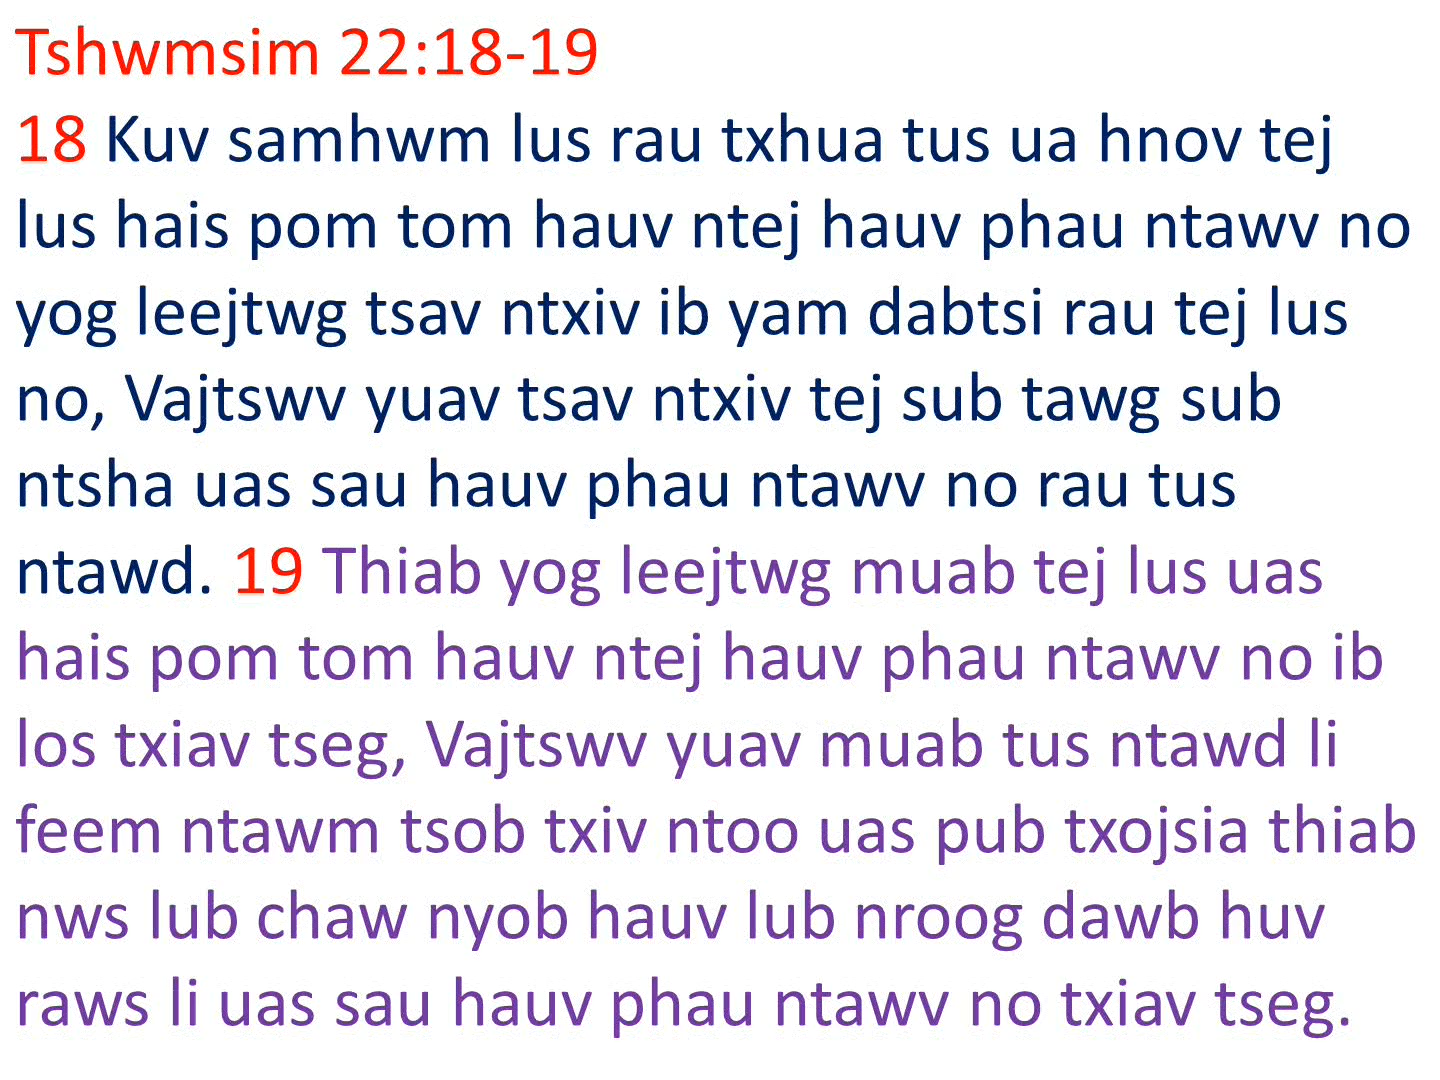 Tshwmsim 22:18-19
18 Kuv samhwm lus rau txhua tus ua hnov tej
lus hais pom tom hauv ntej hauv phau ntawv no
yog leejtwg tsav ntxiv ib yam dabtsi rau tej lus
no, Vajtswv yuav tsav ntxiv tej sub tawg sub
ntsha uas sau hauv phau ntawv no rau tus
ntawd. 19 Thiab yog leejtwg muab tej lus uas
hais pom tom hauv ntej hauv phau ntawv no ib
los txiav tseg, Vajtswv yuav muab tus ntawd li
feem ntawm tsob txiv ntoo uas pub txojsia thiab
nws lub chaw nyob hauv lub nroog dawb huv
raws li uas sau hauv phau ntawv no txiav tseg.